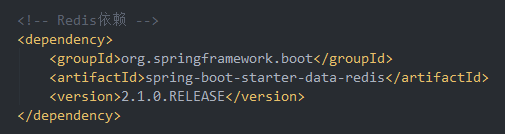 <!-- Redis依赖 -->
<dependency>
    <groupId>org.springframework.boot</groupId>
    <artifactId>spring-boot-starter-data-redis</artifactId>
    <version>2.1.0.RELEASE</version>
</dependency>